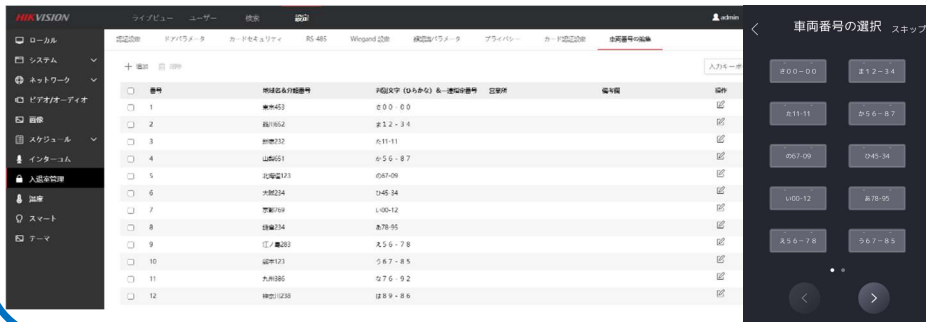 HIKVISION ライブビュー ユーザー 検索 設定 admin
ローカル
システム
ネットワーク
ビデオ/オーディオ
画像
スケジュール
インターコム
入退室管理
温度
スマート
テーマ
認証設定 ドアパラメータ カードセキュリティ RS-485 Wiegand 設定 プライバシー カード認証設定 車両番号の編集
追加 削除
番号 地域名&分類番号 判別文字（ひらがな）&一連指定番号 営業所 備考欄 操作
1 東京453 さ00-00
2 ま12-34
3 た11-11
4 山梨651 か56-87
5 北海道123 の67-09
6 大阪234 ひ45-34
7 京都769 い00-12
8 鎌倉234 あ78-95
9 江ノ島283 え56-78
10 う67-85
11 九州386 な76-92
12 神奈川238 は89-86
車両番号の選択 スキップ
さ00-00 ま12-34
た11-11 か56-87
の67-09 ひ45-34
い00-12 あ78-95
え56-78 う67-85